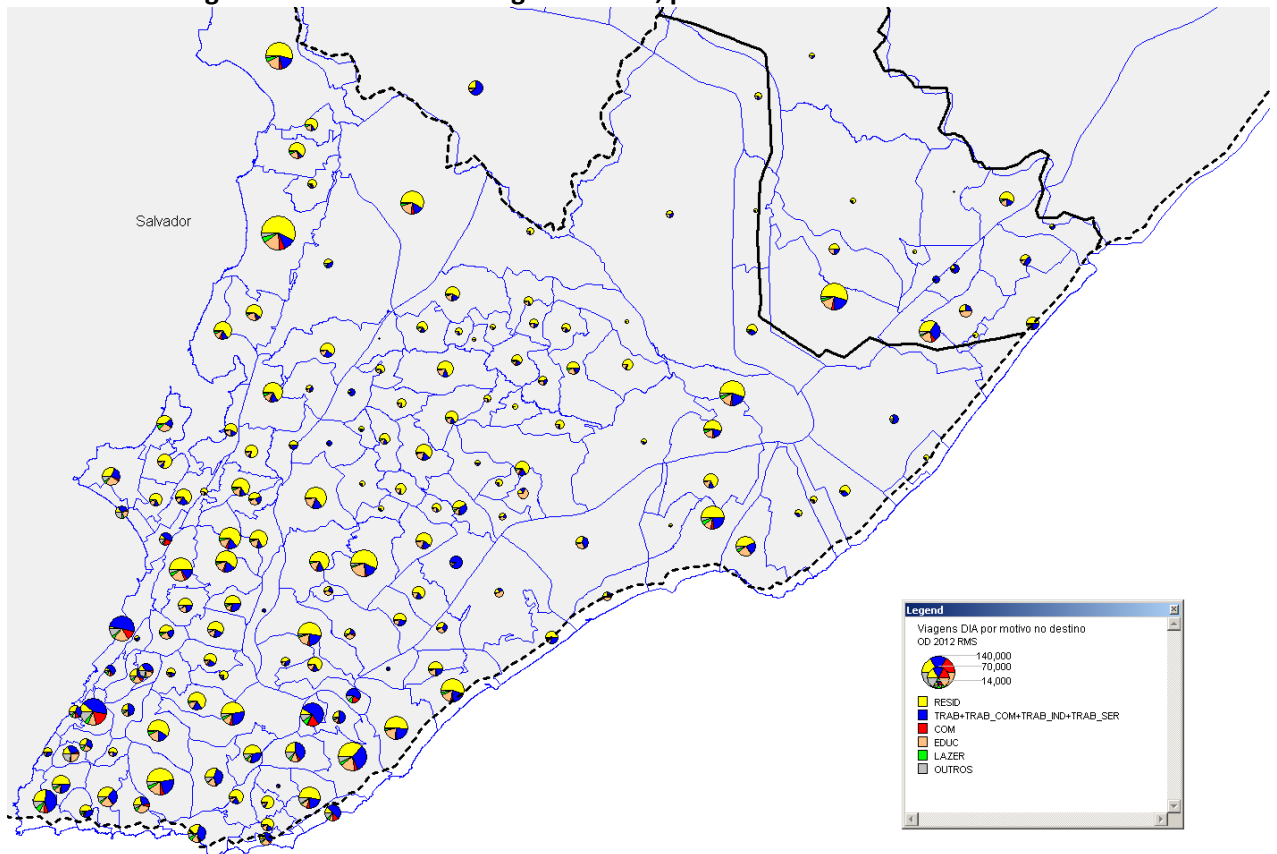 Salvador
Legend
Viagens DIA por motivo no destino
OD 2012 RMS
140,000
70,000
14,000
RESID
TRAB+TRAB_COM+TRAB_IND+TRAB_SER
COM
EDUC
LAZER
OUTROS